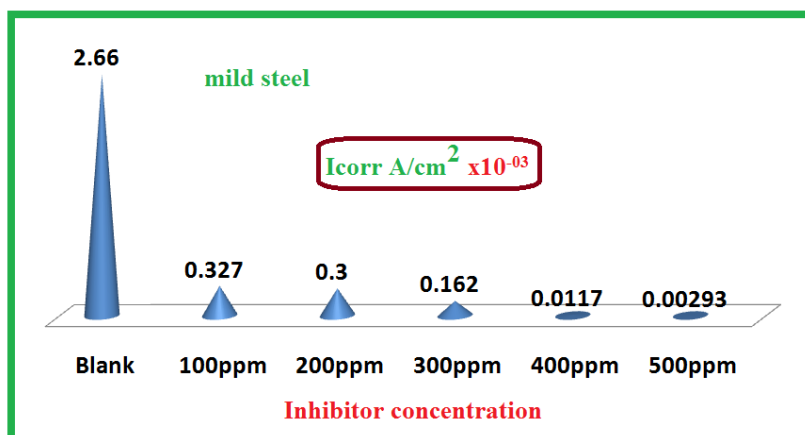 2.66
mild steel
Icorr A/cm² x10⁻⁰³
0.327
0.3
0.162
0.0117
0.00293
Blank
100ppm
200ppm
300ppm
400ppm
500ppm
Inhibitor concentration